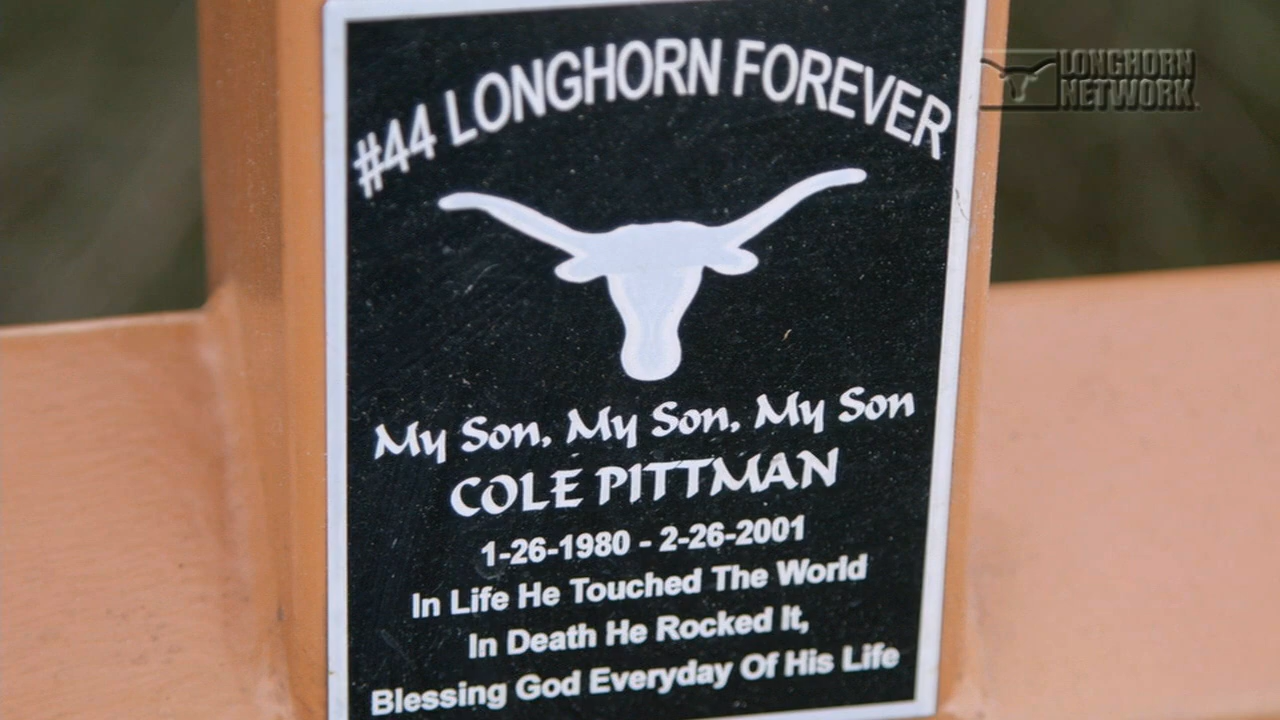 #44 LONGHORN FOREVER
LONGHORN
NETWORK
My Son, My Son, My Son
COLE PITTMAN
1-26-1980 - 2-26-2001
In Life He Touched The World
In Death He Rocked It,
Blessing God Everyday Of His Life